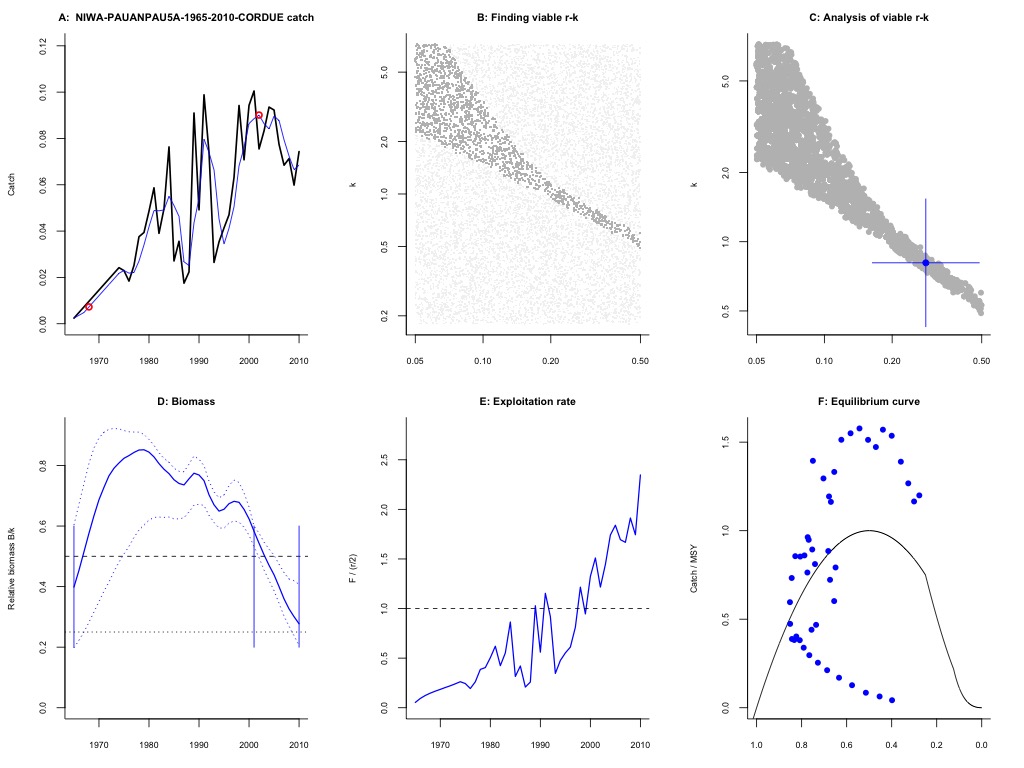 A:  NIWA-PAUANPAU5A-1965-2010-CORDUE catch
Catch
0.00 0.02 0.04 0.06 0.08 0.10 0.12
1970 1980 1990 2000 2010
B: Finding viable r-k
k
0.2 0.5 1.0 2.0 5.0
0.05 0.10 0.20 0.50
C: Analysis of viable r-k
k
0.5 1.0 2.0 5.0
0.05 0.10 0.20 0.50
D: Biomass
Relative biomass B/k
0.0 0.2 0.4 0.6 0.8
1970 1980 1990 2000 2010
E: Exploitation rate
F / (r/2)
0.0 0.5 1.0 1.5 2.0 2.5
1970 1980 1990 2000 2010
F: Equilibrium curve
Catch / MSY
0.0 0.5 1.0 1.5
1.0 0.8 0.6 0.4 0.2 0.0